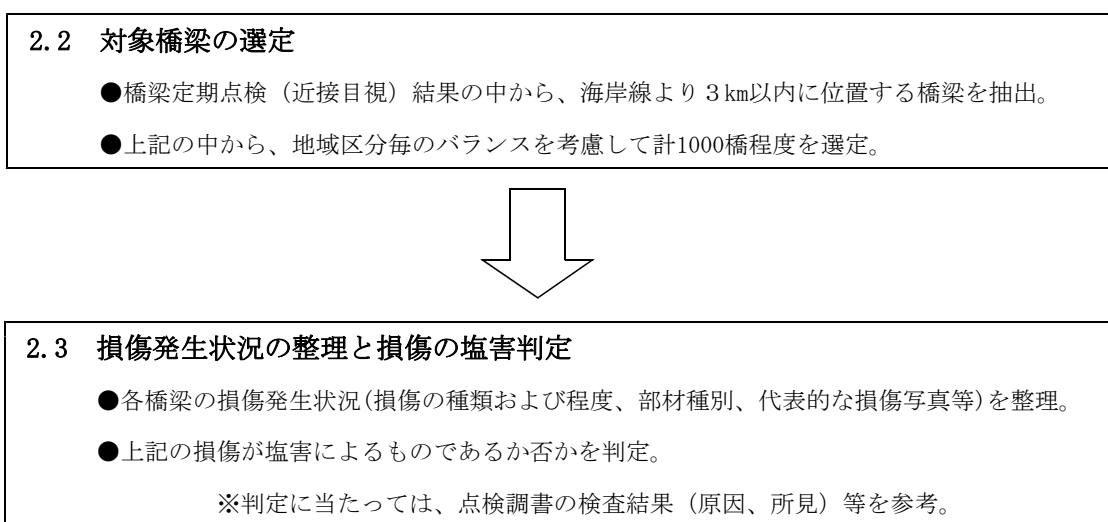 2.2 対象橋梁の選定
●橋梁定期点検（近接目視）結果の中から、海岸線より３km以内に位置する橋梁を抽出。
●上記の中から、地域区分毎のバランスを考慮して計1000橋程度を選定。
2.3 損傷発生状況の整理と損傷の塩害判定
●各橋梁の損傷発生状況(損傷の種類および程度、部材種別、代表的な損傷写真等)を整理。
●上記の損傷が塩害によるものであるか否かを判定。
※判定に当たっては、点検調書の検査結果（原因、所見）等を参考。